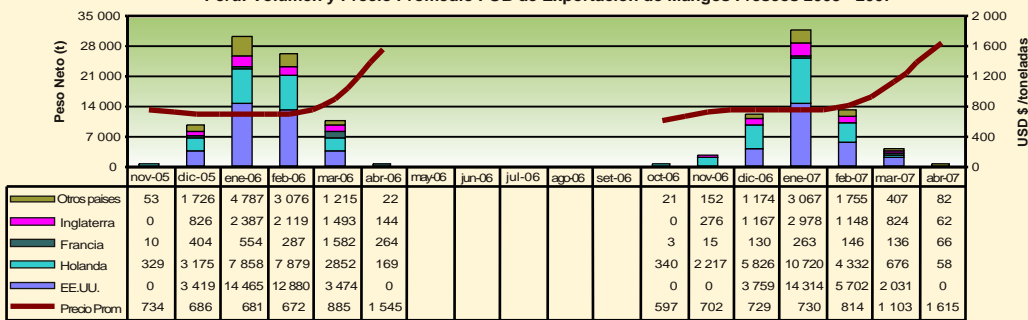 Perú: Volumen y Precio Promedio FOB de Exportación de Mangos Frescos 2005 - 2007
Peso Neto (t)
35 000
28 000
21 000
14 000
7 000
0
2 000
1 600
1 200
800
400
0
USD $ /toneladas
nov-05 dic-05 ene-06 feb-06 mar-06 abr-06 may-06 jun-06 jul-06 ago-06 set-06 oct-06 nov-06 dic-06 ene-07 feb-07 mar-07 abr-07
Otros paises 53 1 726 4 787 3 076 1 215 22 21 152 1 174 3 067 1 755 407 82
Inglaterra 0 826 2 387 2 119 1 493 144 0 276 1 167 2 978 1 148 824 62
Francia 10 404 554 287 1 582 264 3 15 130 263 146 136 66
Holanda 329 3 175 7 858 7 879 2852 169 340 2 217 5 826 10 720 4 332 676 58
EE.UU. 0 3 419 14 465 12 880 3 474 0 0 0 3 759 14 314 5 702 2 031 0
Precio Prom 734 686 681 672 885 1 545 597 702 729 730 814 1 103 1 615